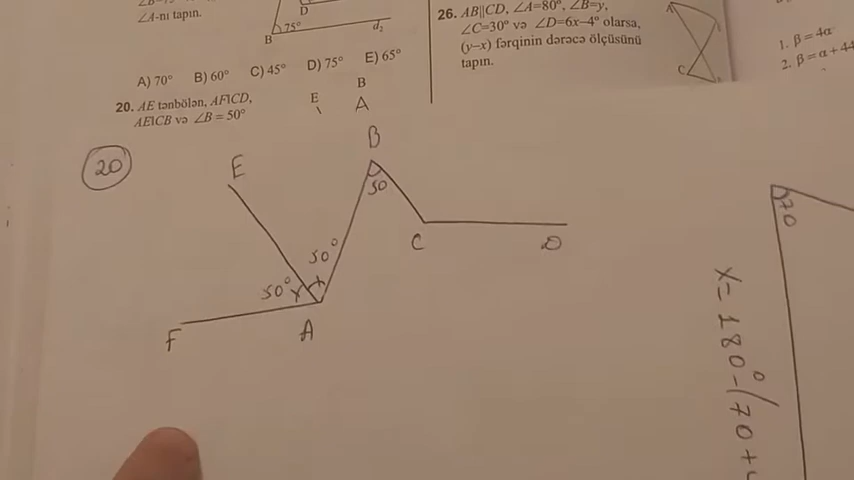 ∠A-nı tapın.
D
B 75° d₂
A) 70° B) 60° C) 45° D) 75° E) 65°
20. AE tənbölən, AF\\CD,
AE\\CB və ∠B = 50°
E
B
A
26. AB||CD, ∠A=80°, ∠B=y,
∠C=30° və ∠D=6x–4° olarsa,
(y–x) fərqinin dərəcə ölçüsünü
tapın.
A
C
1. β = 4α
2. β = α + 44
20
E
B
50
50°
50°
C
D
F
A
70
x = 180° - (70 +